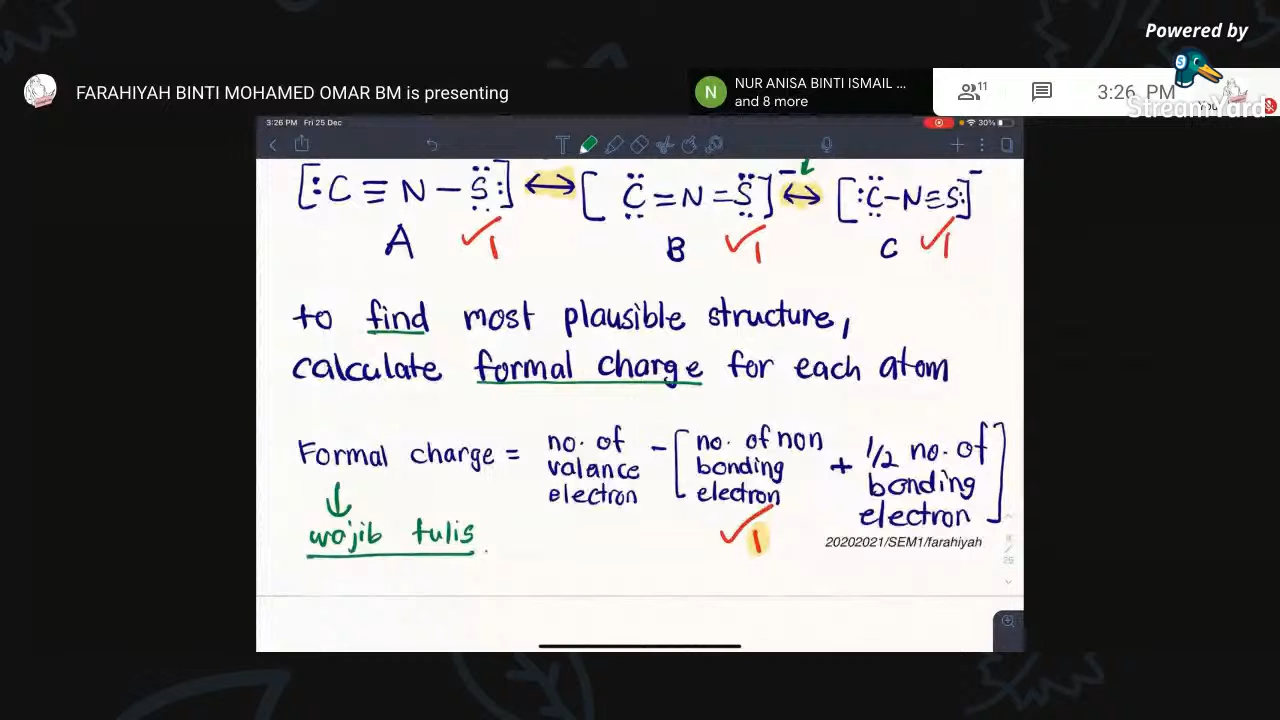 Powered by
FARAHIYAH BINTI MOHAMED OMAR BM is presenting
N
NUR ANISA BINTI ISMAIL ...
and 8 more
11
3:26 PM
You
S
StreamYard
3:26 PM Fri 25 Dec
30%
T
[:C≡N−S̈:] ↔ [C̈=N=S̈]⁻ ↔ [:C̈−N≡S:]⁻
A ✓1 B ✓1 C ✓1
to find most plausible structure,
calculate formal charge for each atom
Formal charge = no. of valance electron − [no. of non bonding electron + 1/2 no. of bonding electron]
✓1
wajib tulis
20202021/SEM1/farahiyah